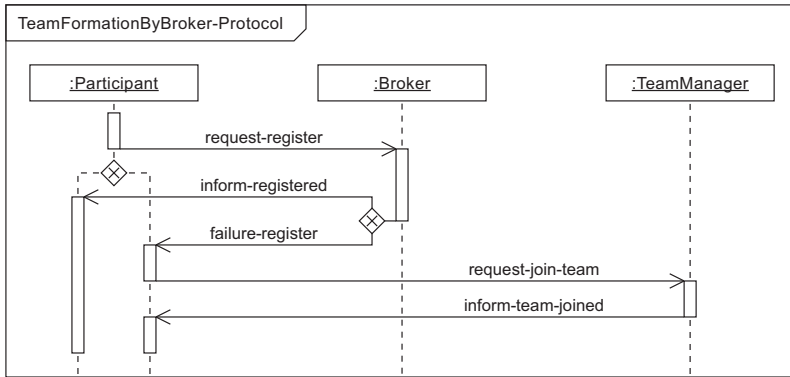 TeamFormationByBroker-Protocol
:Participant
:Broker
:TeamManager
request-register
inform-registered
failure-register
request-join-team
inform-team-joined